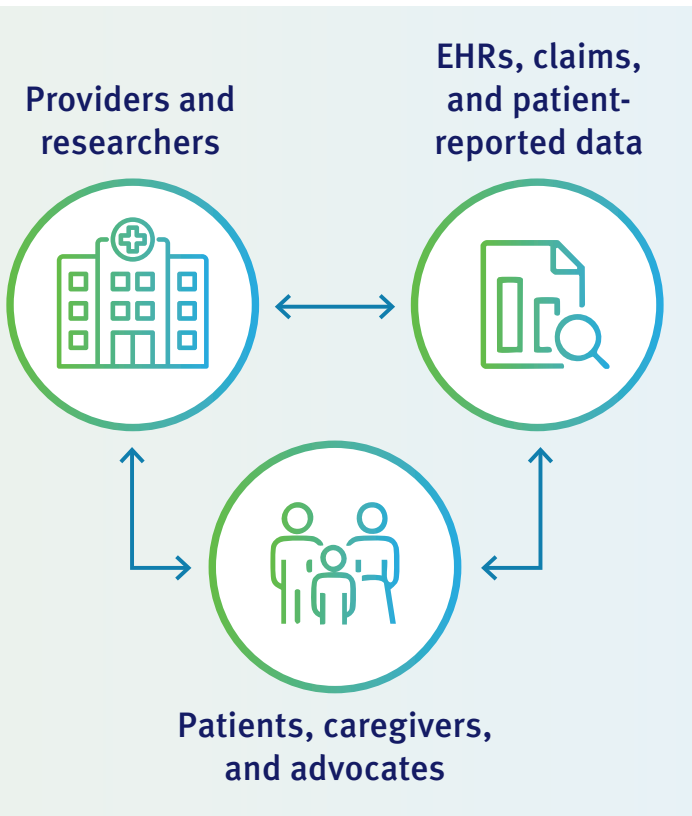 Providers and
researchers
EHRs, claims,
and patient-
reported data
Patients, caregivers,
and advocates